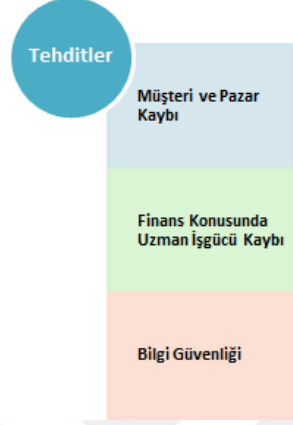 Tehditler
Müşteri ve Pazar
Kaybı
Finans Konusunda
Uzman İşgücü Kaybı
Bilgi Güvenliği